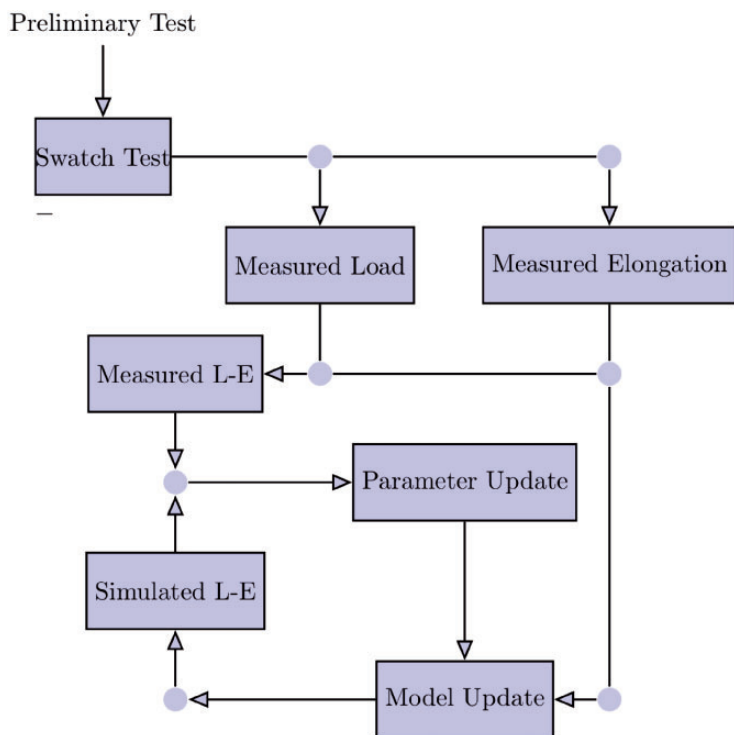 Preliminary Test
Swatch Test
–
Measured Load
Measured Elongation
Measured L-E
Parameter Update
Simulated L-E
Model Update